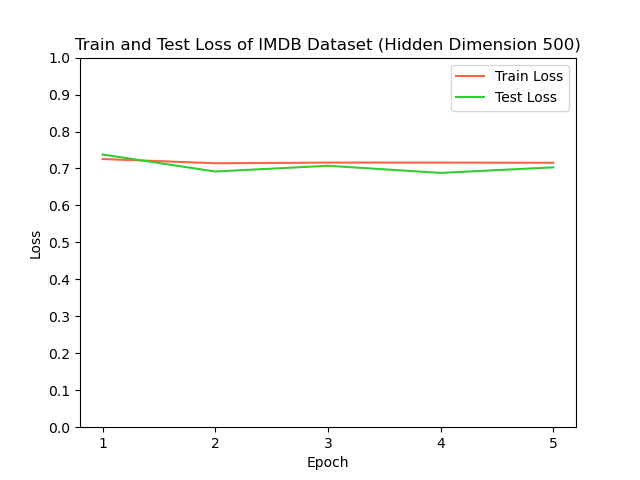 Train and Test Loss of IMDB Dataset (Hidden Dimension 500)
Train Loss
Test Loss
1.0
0.9
0.8
0.7
0.6
0.5
0.4
0.3
0.2
0.1
0.0
Loss
1 2 3 4 5
Epoch